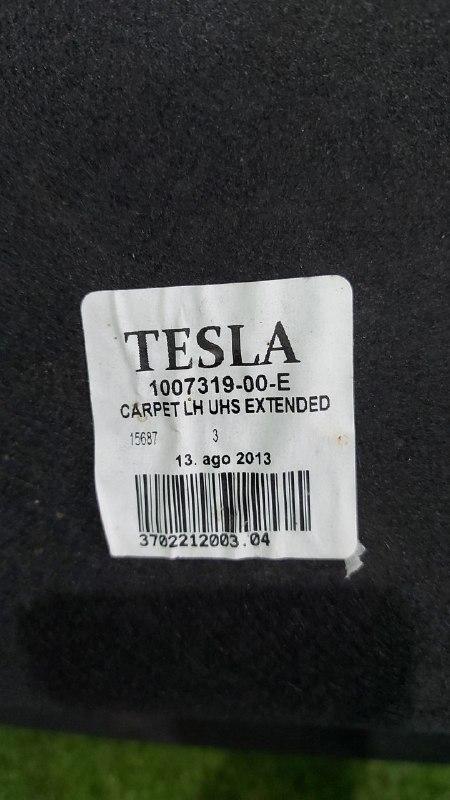 TESLA
1007319-00-E
CARPET LH UHS EXTENDED
15687 3
13. ago 2013
3702212003.04